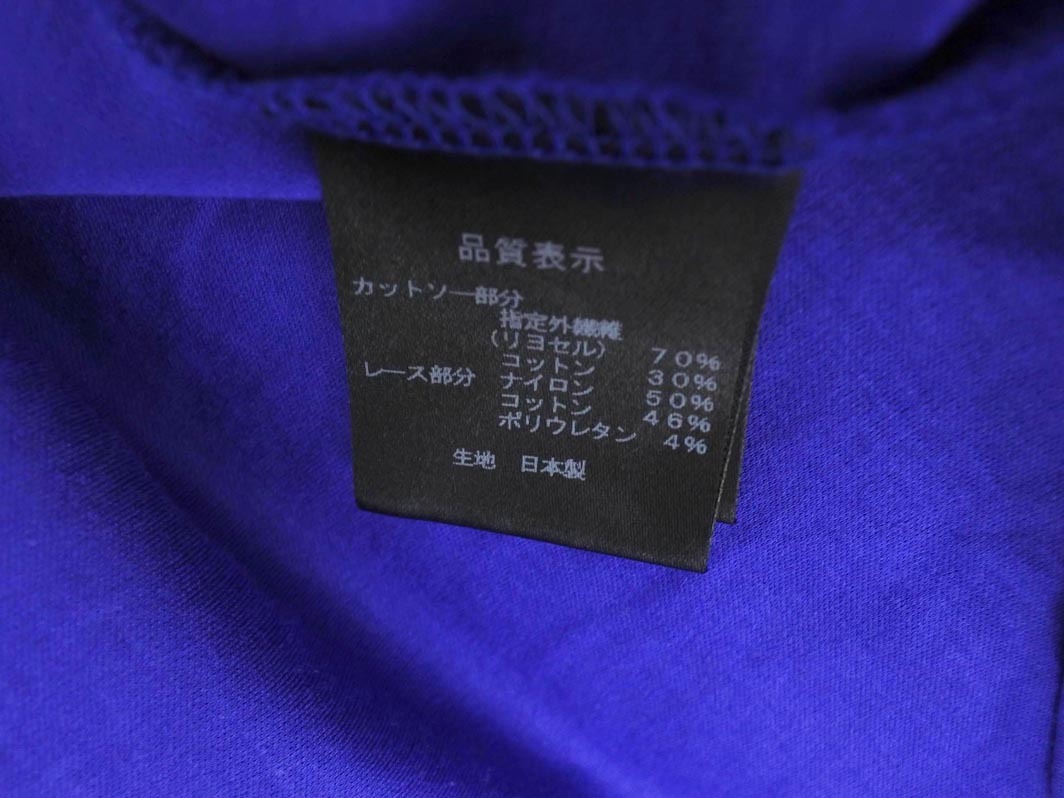 品質表示
カットソー部分
指定外繊維
(リヨセル) 70%
コットン 30%
レース部分 ナイロン 50%
コットン 46%
ポリウレタン 4%
生地 日本製